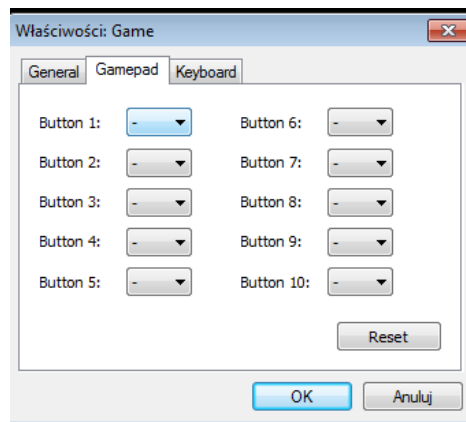 Właściwości: Game
General Gamepad Keyboard
Button 1: - Button 6: -
Button 2: - Button 7: -
Button 3: - Button 8: -
Button 4: - Button 9: -
Button 5: - Button 10: -
Reset
OK Anuluj